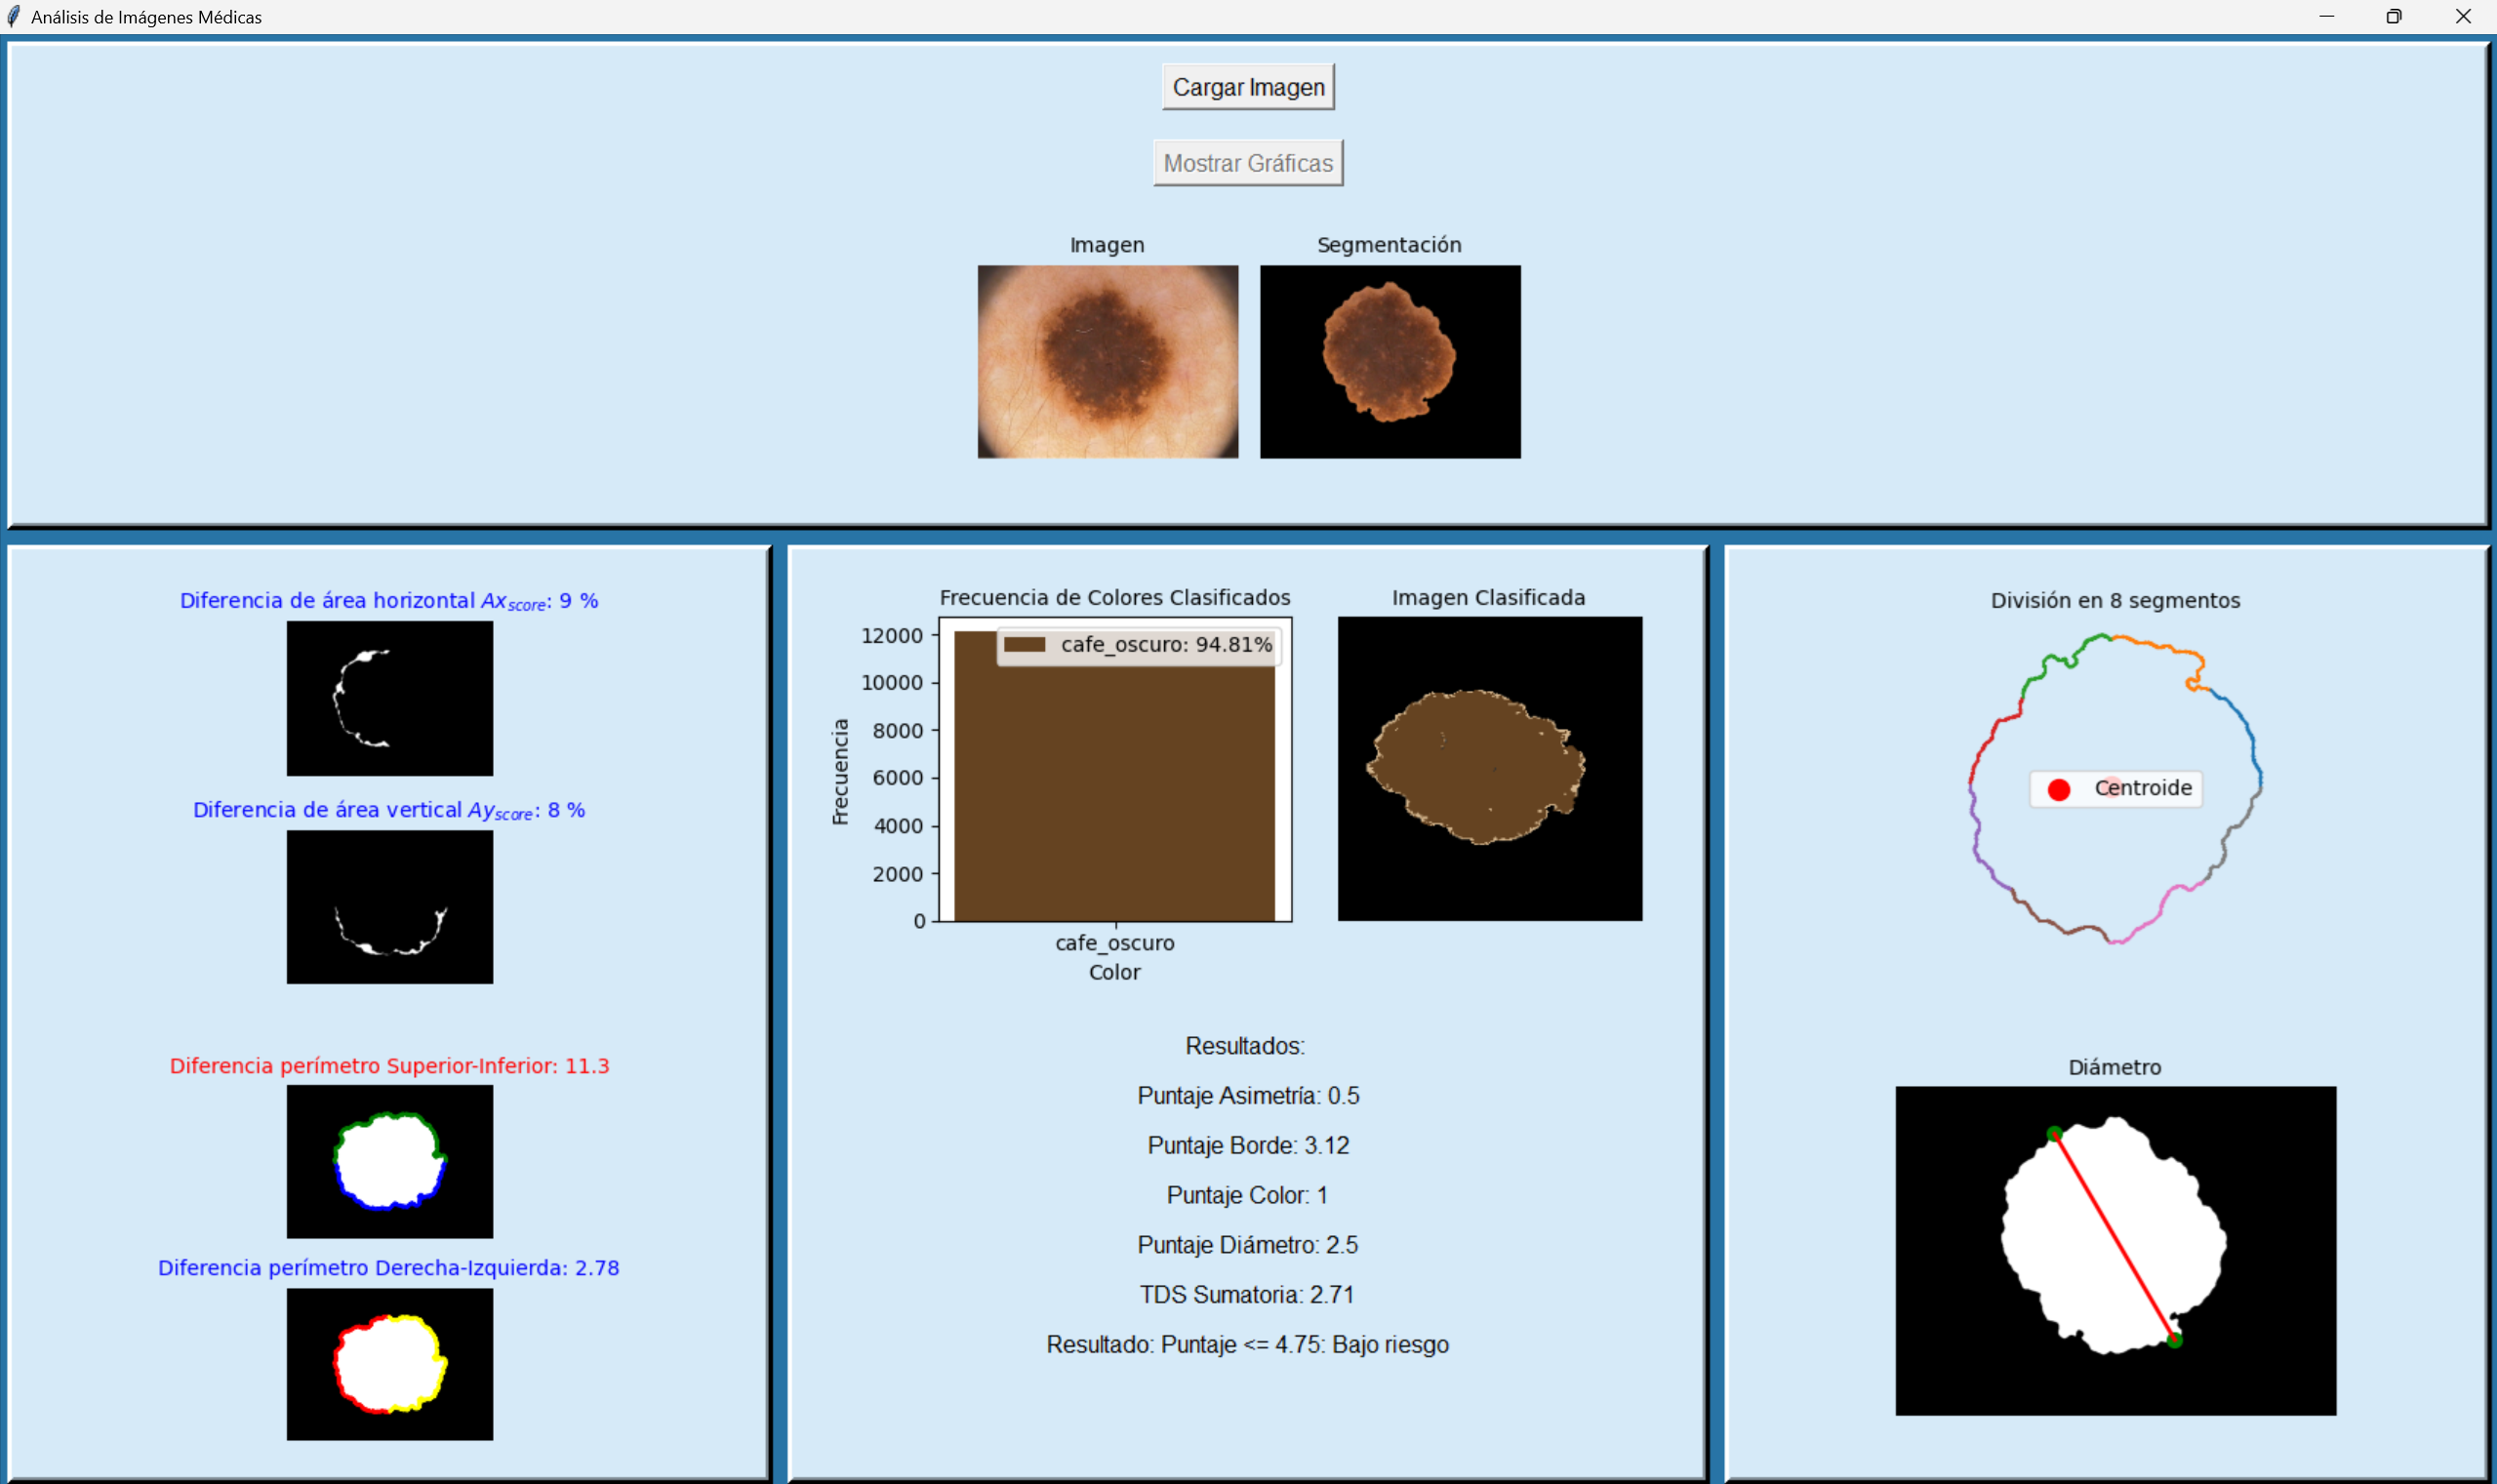 Análisis de Imágenes Médicas
Cargar Imagen
Mostrar Gráficas
Imagen
Segmentación
Diferencia de área horizontal Ax_score: 9 %
Diferencia de área vertical Ay_score: 8 %
Diferencia perímetro Superior-Inferior: 11.3
Diferencia perímetro Derecha-Izquierda: 2.78
Frecuencia de Colores Clasificados
cafe_oscuro: 94.81%
12000
10000
8000
6000
4000
2000
0
Frecuencia
cafe_oscuro
Color
Imagen Clasificada
Resultados:
Puntaje Asimetría: 0.5
Puntaje Borde: 3.12
Puntaje Color: 1
Puntaje Diámetro: 2.5
TDS Sumatoria: 2.71
Resultado: Puntaje <= 4.75: Bajo riesgo
División en 8 segmentos
Centroide
Diámetro